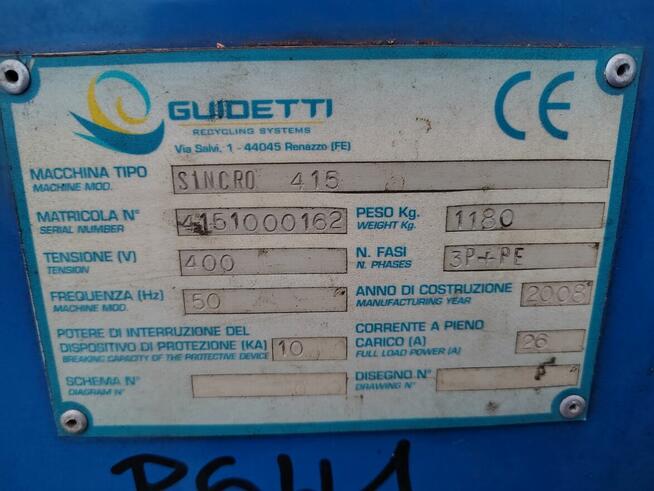 GUIDETTI
RECYCLING SYSTEMS
Via Salvi, 1 - 44045 Renazzo (FE)
CE
MACCHINA TIPO SINCRO 415
MACHINE MOD.
MATRICOLA N° 4151000162 PESO Kg. 1180
SERIAL NUMBER WEIGHT Kg.
TENSIONE (V) 400 N. FASI 3P+PE
TENSION N. PHASES
FREQUENZA (Hz) 50 ANNO DI COSTRUZIONE 2008
MACHINE MOD. MANUFACTURING YEAR
POTERE DI INTERRUZIONE DEL CORRENTE A PIENO
DISPOSITIVO DI PROTEZIONE (KA) 10 CARICO (A) 26
BREAKING CAPACITY OF THE PROTECTIVE DEVICE FULL LOAD POWER (A)
SCHEMA N° DISEGNO N°
DIAGRAM N° DRAWING N°